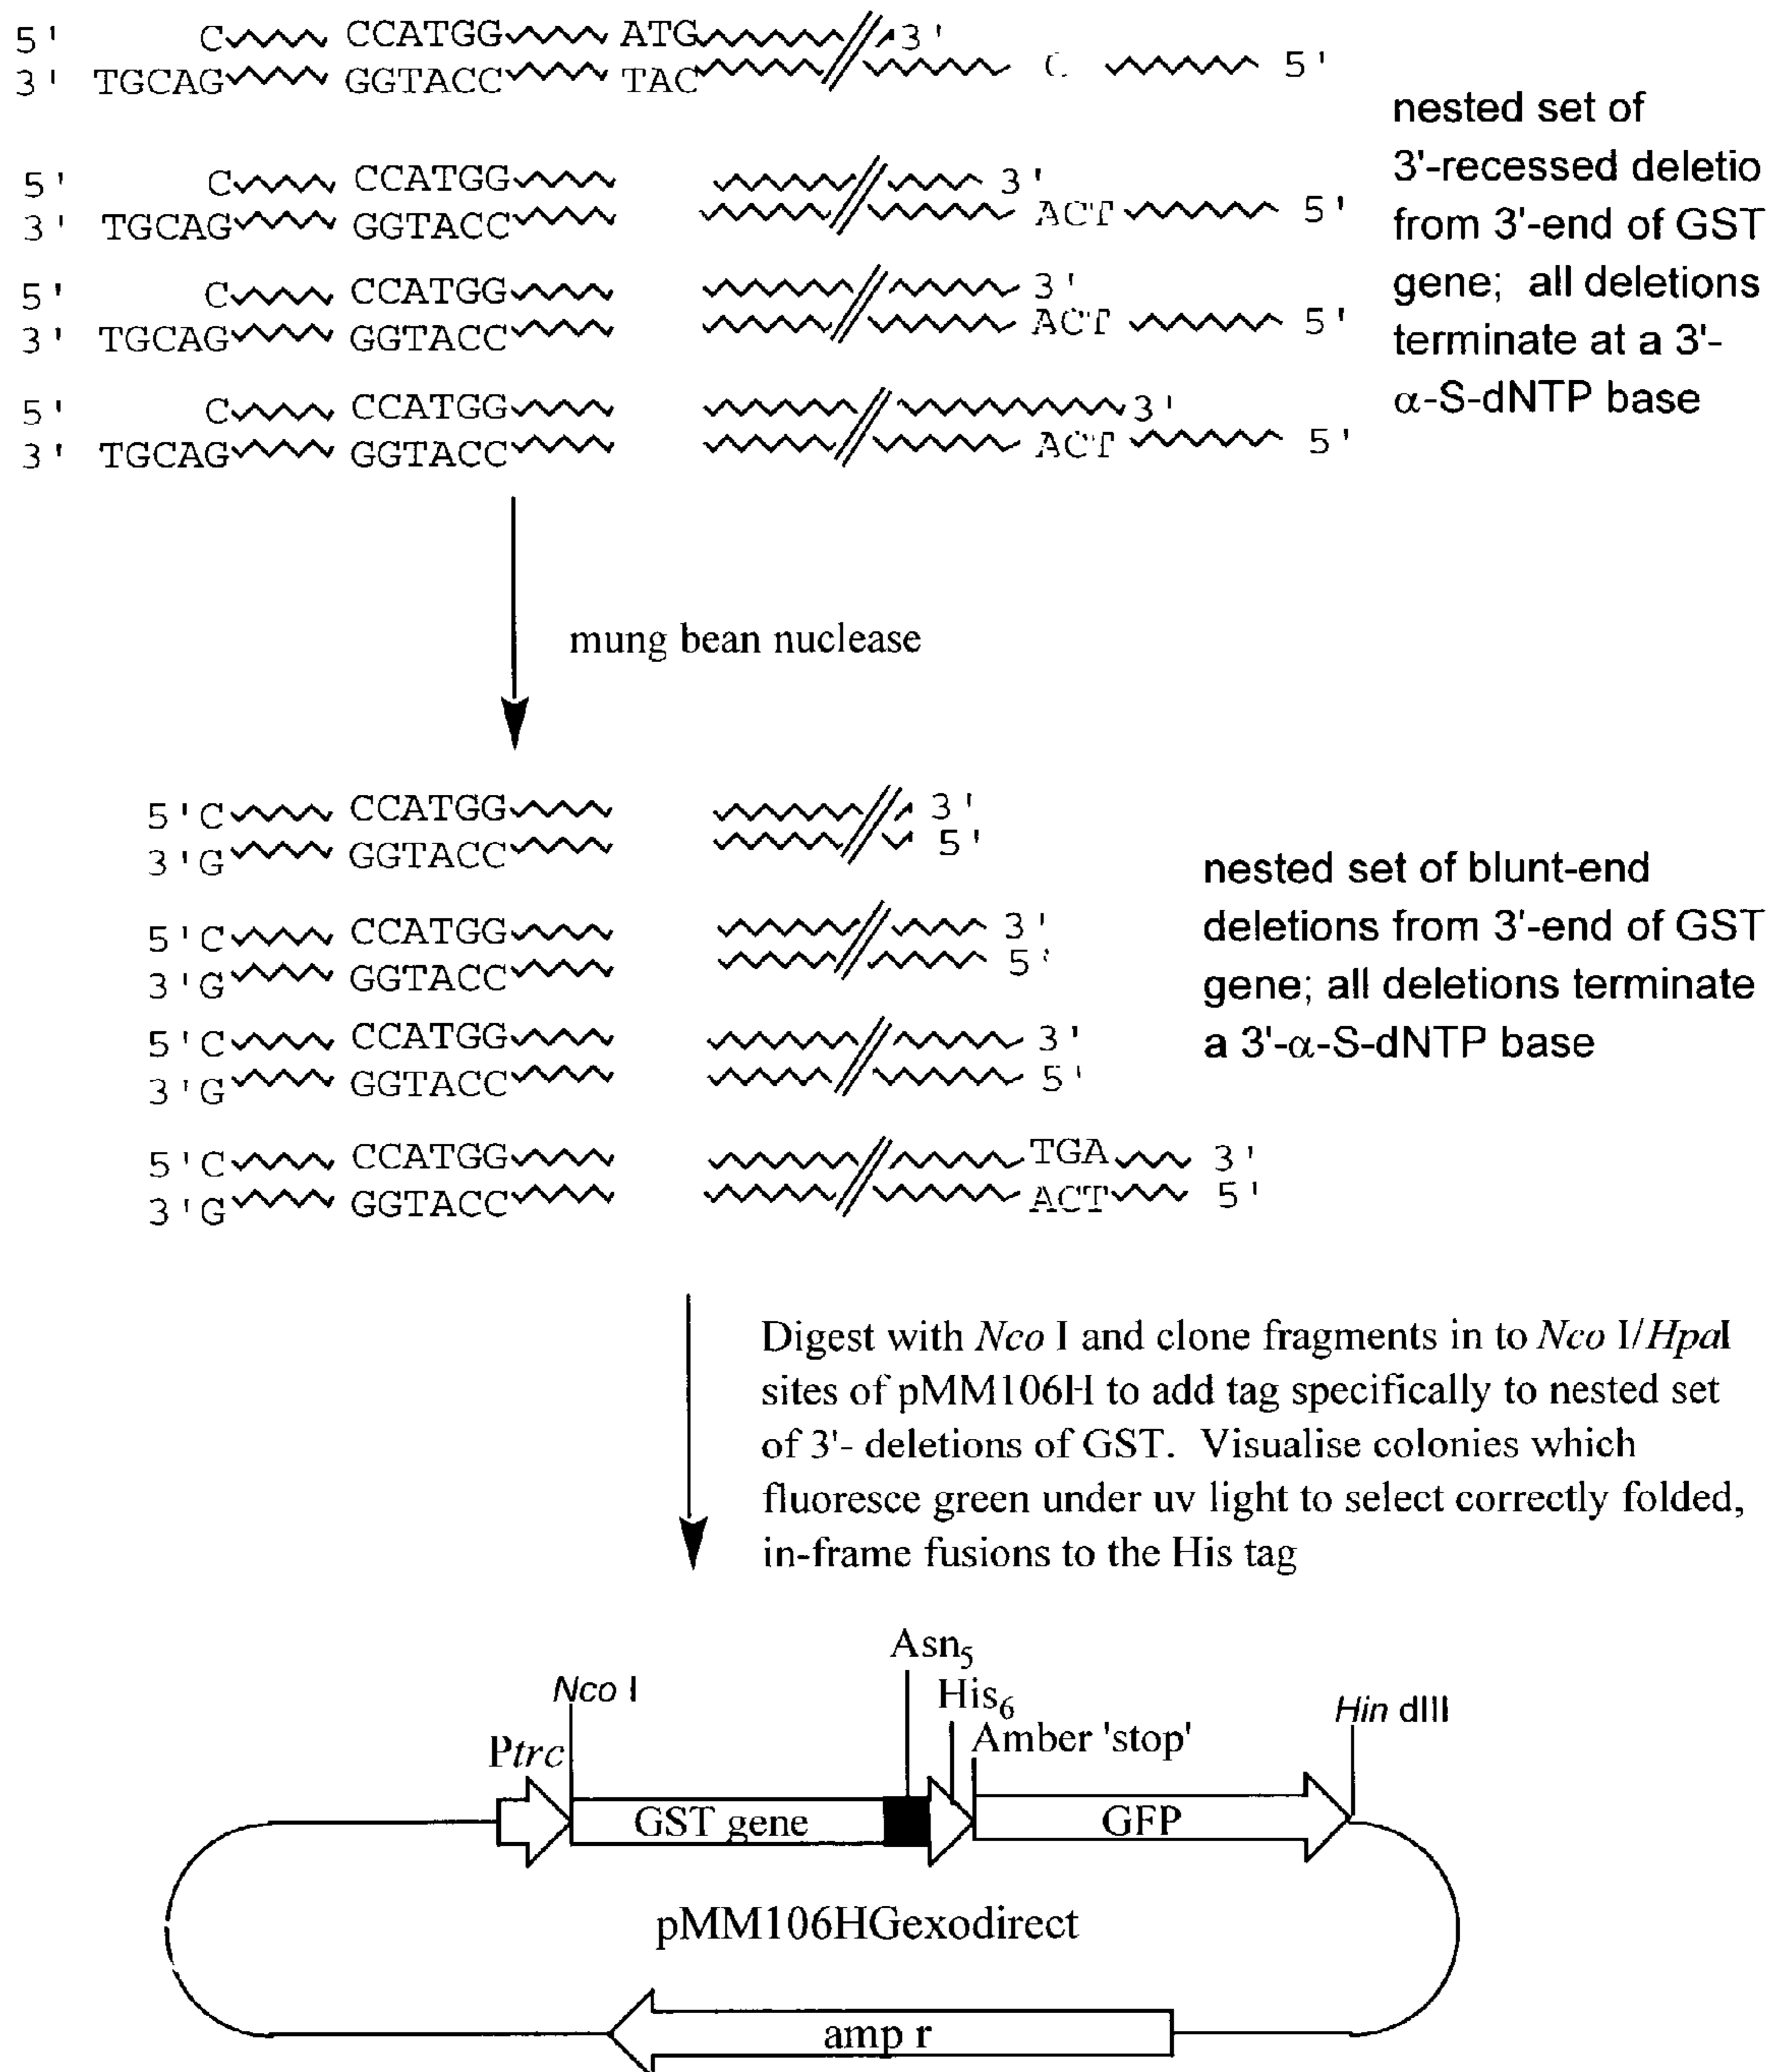 5' C CCATGG ATG 3'
3' TGCAG GGTACC TAC C 5'
nested set of
3'-recessed deletio
from 3'-end of GST
gene; all deletions
terminate at a 3'-
α-S-dNTP base
5' C CCATGG 3'
3' TGCAG GGTACC ACT 5'
5' C CCATGG 3'
3' TGCAG GGTACC ACT 5'
5' C CCATGG 3'
3' TGCAG GGTACC ACT 5'
mung bean nuclease
5'C CCATGG 3'
3'G GGTACC 5'
5'C CCATGG 3'
3'G GGTACC 5'
5'C CCATGG 3'
3'G GGTACC 5'
5'C CCATGG TGA 3'
3'G GGTACC ACT 5'
nested set of blunt-end
deletions from 3'-end of GST
gene; all deletions terminate
a 3'-α-S-dNTP base
Digest with Nco I and clone fragments in to Nco I/HpaI
sites of pMM106H to add tag specifically to nested set
of 3'- deletions of GST. Visualise colonies which
fluoresce green under uv light to select correctly folded,
in-frame fusions to the His tag
Asn5
Nco I
His6
Hin dIII
Ptrc
Amber 'stop'
GST gene
GFP
pMM106HGexodirect
amp r